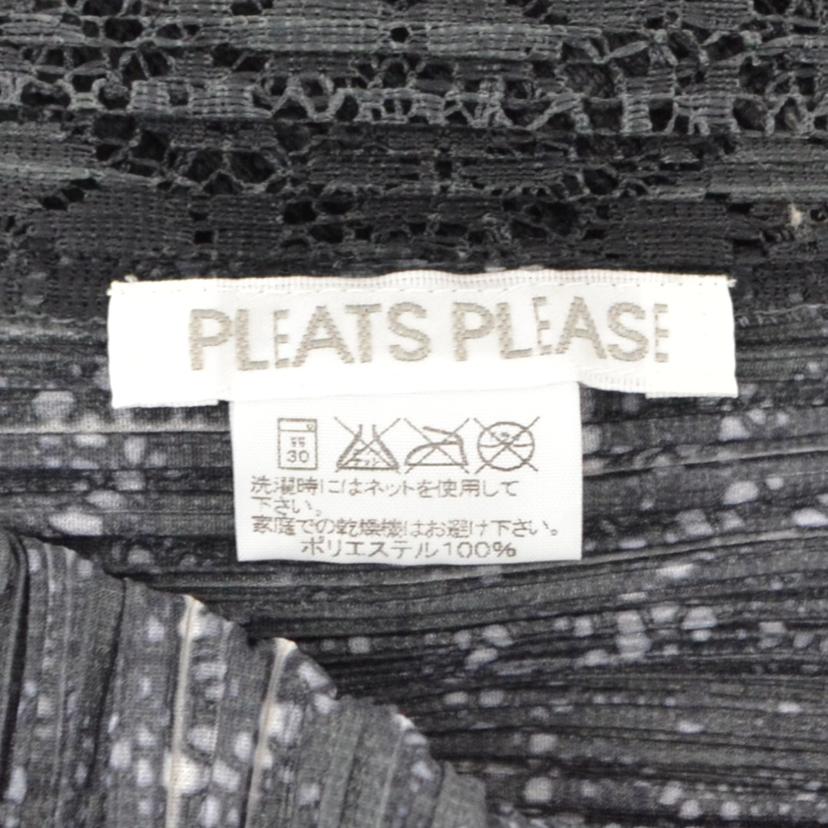 PLEATS PLEASE
弱
30
洗濯時にはネットを使用して
下さい。
家庭での乾燥機はお避け下さい。
ポリエステル100%